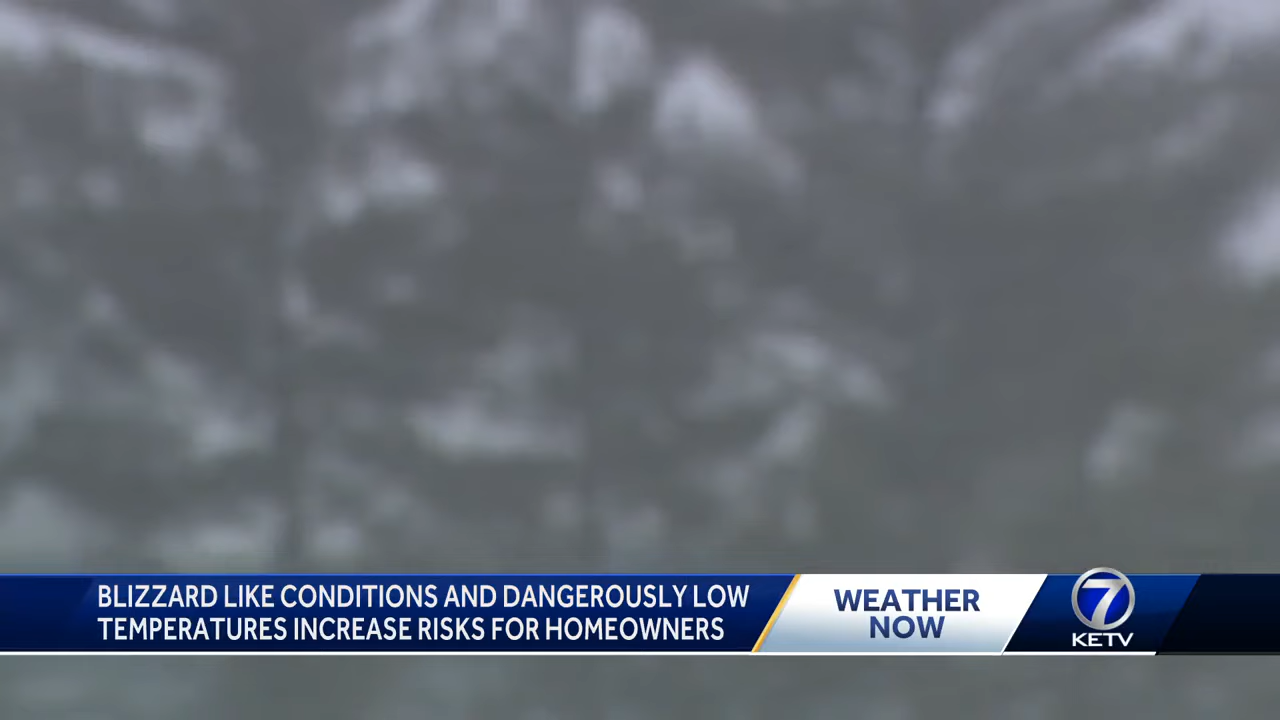 BLIZZARD LIKE CONDITIONS AND DANGEROUSLY LOW
TEMPERATURES INCREASE RISKS FOR HOMEOWNERS
WEATHER
NOW
7
KETV